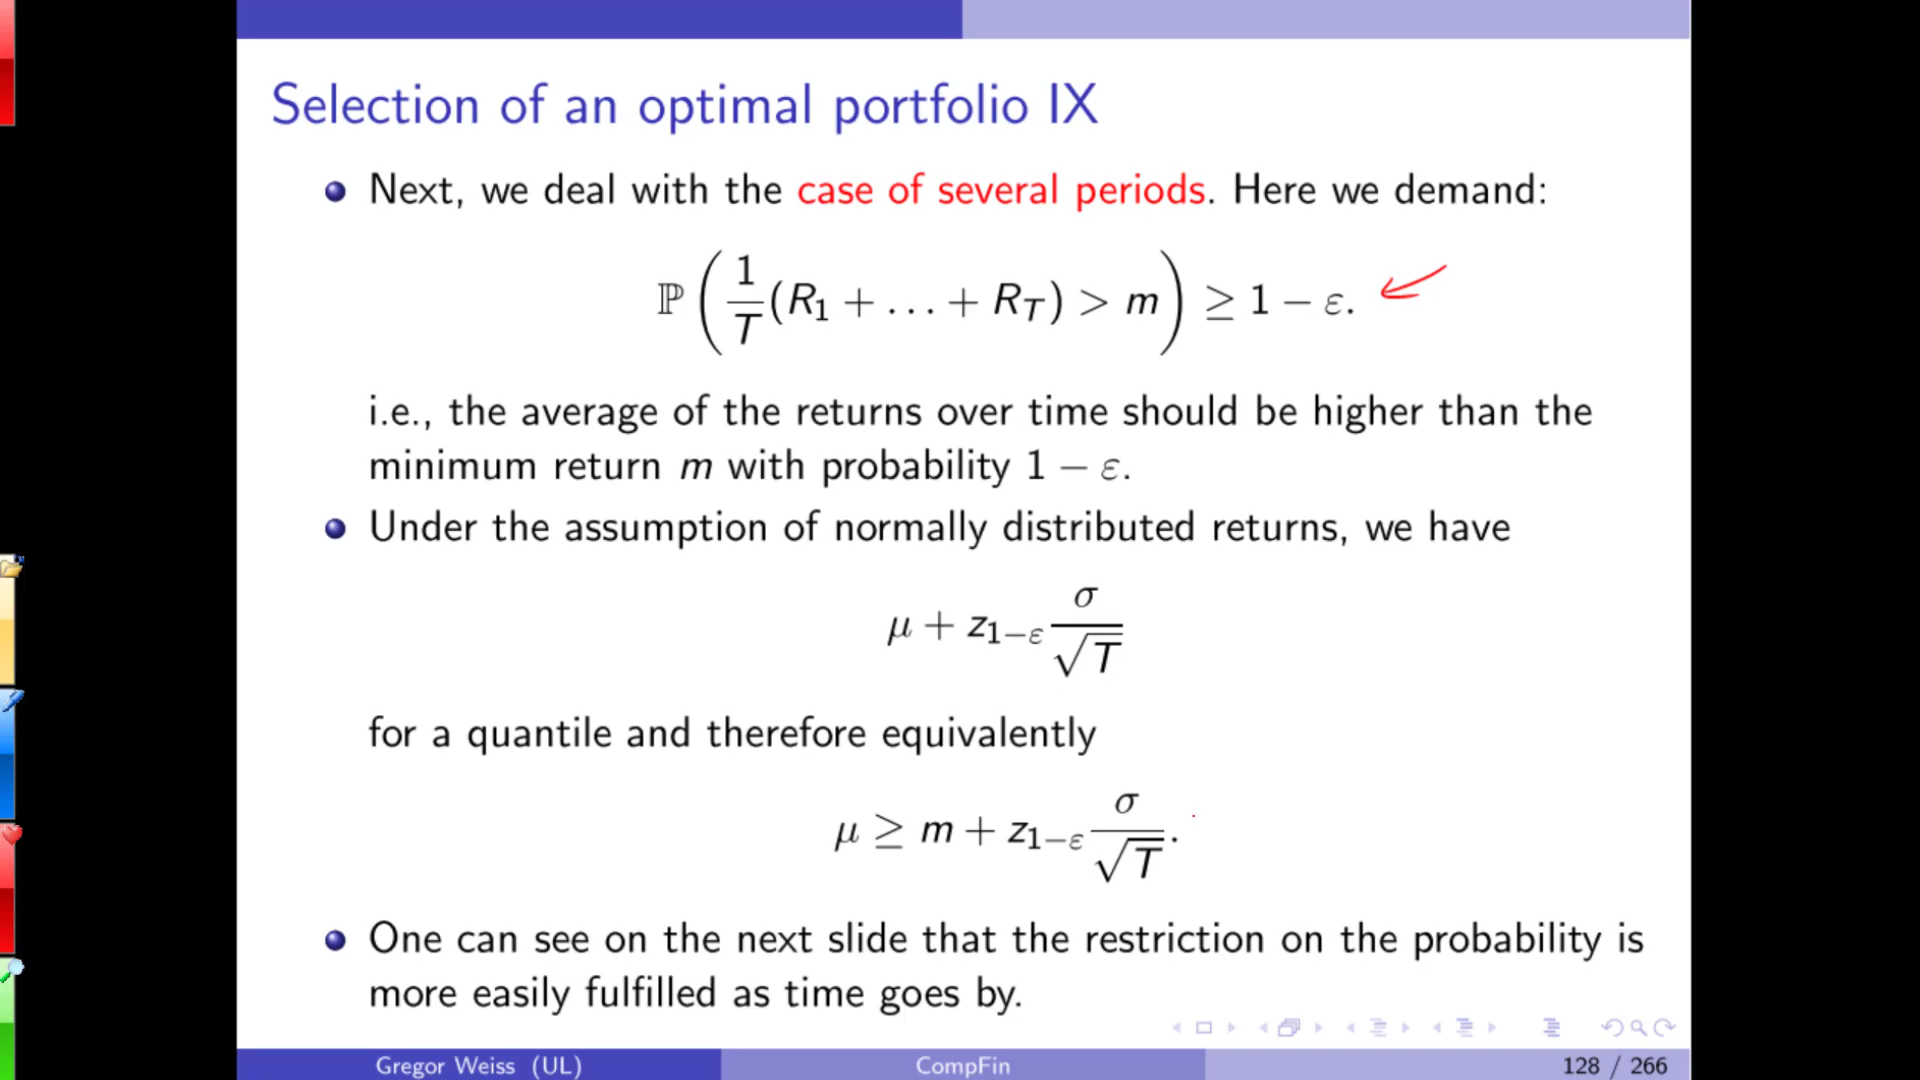 Selection of an optimal portfolio IX
Next, we deal with the case of several periods. Here we demand:
ℙ ( 1/T (R₁ + . . . + R_T) > m ) ≥ 1 − ε.
i.e., the average of the returns over time should be higher than the
minimum return m with probability 1 − ε.
Under the assumption of normally distributed returns, we have
μ + z₁₋ε σ/√T
for a quantile and therefore equivalently
μ ≥ m + z₁₋ε σ/√T.
One can see on the next slide that the restriction on the probability is
more easily fulfilled as time goes by.
Gregor Weiss (UL) CompFin 128 / 266